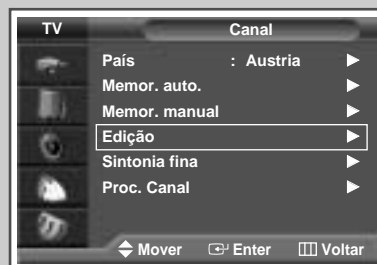 TV Canal
País : Austria
Memor. auto.
Memor. manual
Edição
Sintonia fina
Proc. Canal
Mover Enter Voltar